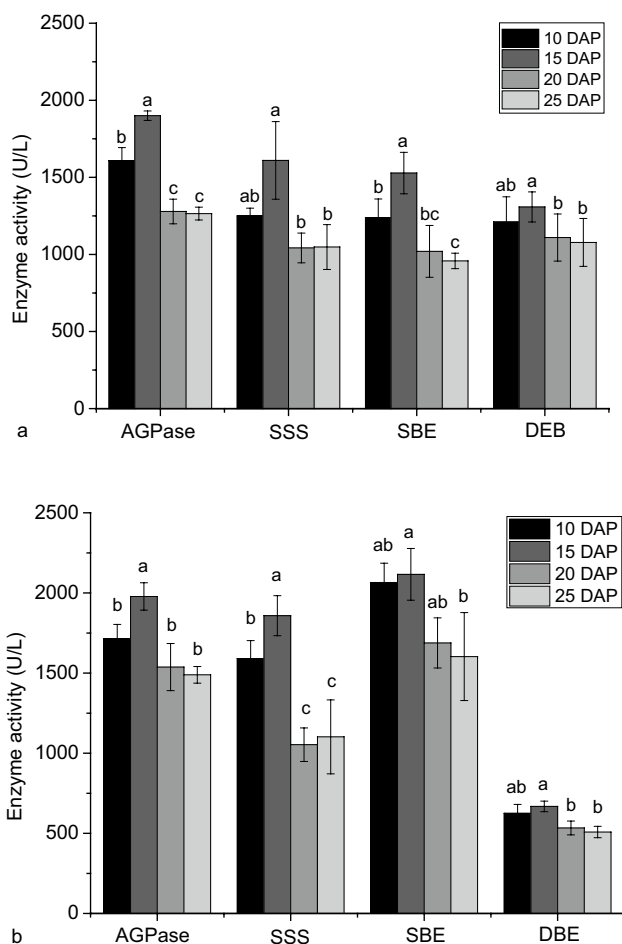 2500
2000
1500
1000
500
0
Enzyme activity (U/L)
10 DAP
15 DAP
20 DAP
25 DAP
b a c c
ab a b b
b a bc c
ab a b b
AGPase SSS SBE DEB
a
2500
2000
1500
1000
500
0
Enzyme activity (U/L)
10 DAP
15 DAP
20 DAP
25 DAP
b a b b
b a c c
ab a ab b
ab a b b
AGPase SSS SBE DBE
b